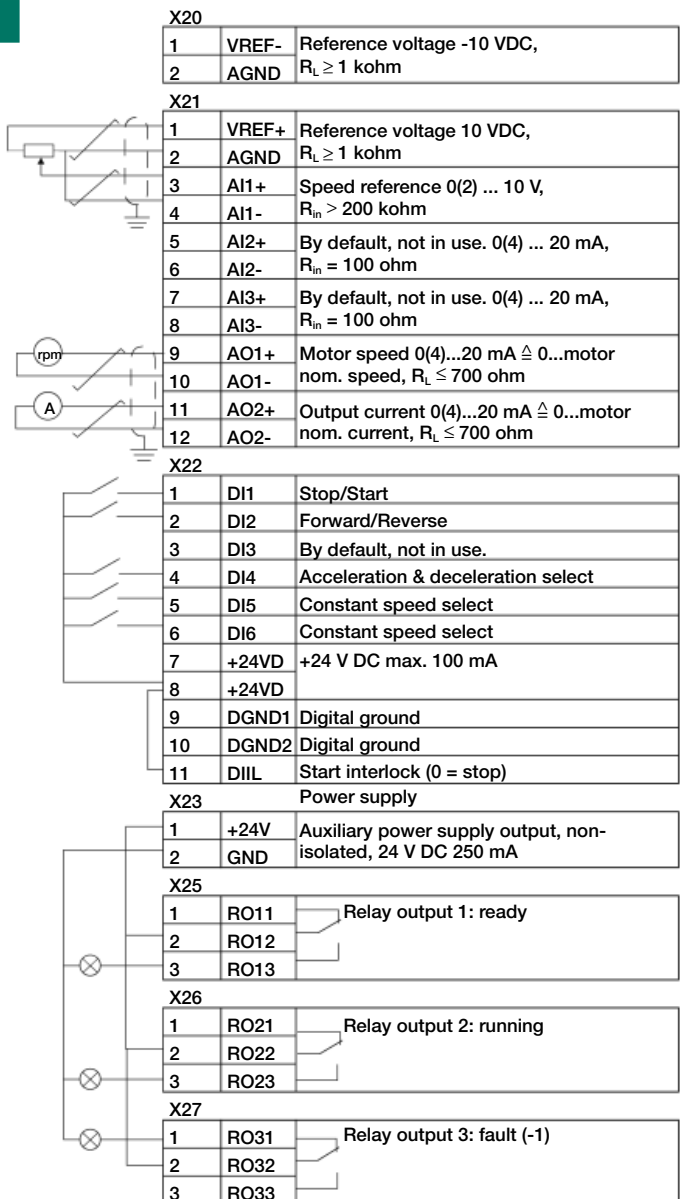 X20
1 VREF- Reference voltage -10 VDC,
2 AGND R_L ≥ 1 kohm
X21
1 VREF+ Reference voltage 10 VDC,
2 AGND R_L ≥ 1 kohm
3 AI1+ Speed reference 0(2) ... 10 V,
4 AI1- R_in > 200 kohm
5 AI2+ By default, not in use. 0(4) ... 20 mA,
6 AI2- R_in = 100 ohm
7 AI3+ By default, not in use. 0(4) ... 20 mA,
8 AI3- R_in = 100 ohm
rpm 9 AO1+ Motor speed 0(4)...20 mA ≙ 0...motor
10 AO1- nom. speed, R_L ≤ 700 ohm
A 11 AO2+ Output current 0(4)...20 mA ≙ 0...motor
12 AO2- nom. current, R_L ≤ 700 ohm
X22
1 DI1 Stop/Start
2 DI2 Forward/Reverse
3 DI3 By default, not in use.
4 DI4 Acceleration & deceleration select
5 DI5 Constant speed select
6 DI6 Constant speed select
7 +24VD +24 V DC max. 100 mA
8 +24VD
9 DGND1 Digital ground
10 DGND2 Digital ground
11 DIIL Start interlock (0 = stop)
X23 Power supply
1 +24V Auxiliary power supply output, non-
2 GND isolated, 24 V DC 250 mA
X25
1 RO11 Relay output 1: ready
2 RO12
3 RO13
X26
1 RO21 Relay output 2: running
2 RO22
3 RO23
X27
1 RO31 Relay output 3: fault (-1)
2 RO32
3 RO33